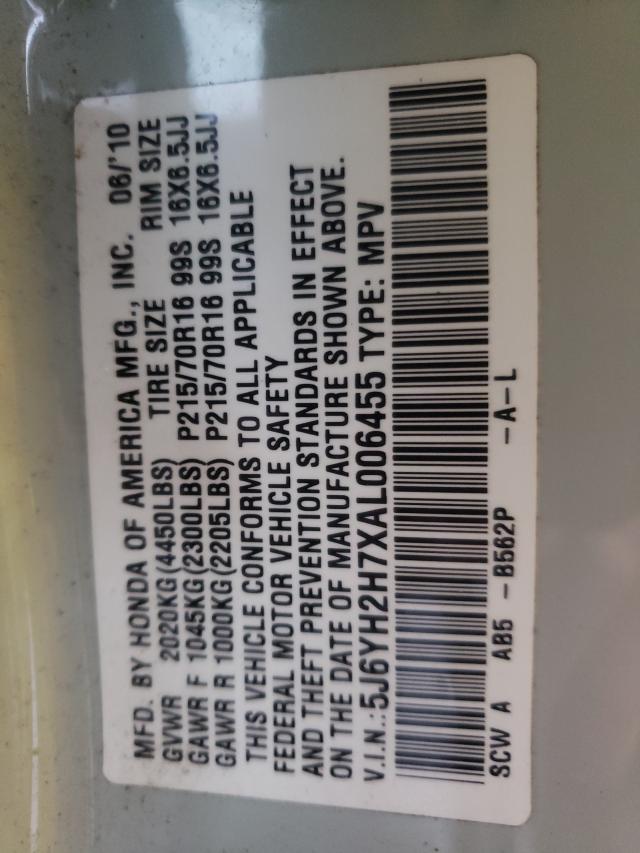 MFD. BY HONDA OF AMERICA MFG., INC. 06/'10
GVWR 2020KG(4450LBS) TIRE SIZE RIM SIZE
GAWR F 1045KG(2300LBS) P215/70R16 99S 16X6.5JJ
GAWR R 1000KG(2205LBS) P215/70R16 99S 16X6.5JJ
THIS VEHICLE CONFORMS TO ALL APPLICABLE
FEDERAL MOTOR VEHICLE SAFETY
AND THEFT PREVENTION STANDARDS IN EFFECT
ON THE DATE OF MANUFACTURE SHOWN ABOVE.
V.I.N.:5J6YH2H7XAL006455 TYPE: MPV
SCW A AB5 -B562P -A-L